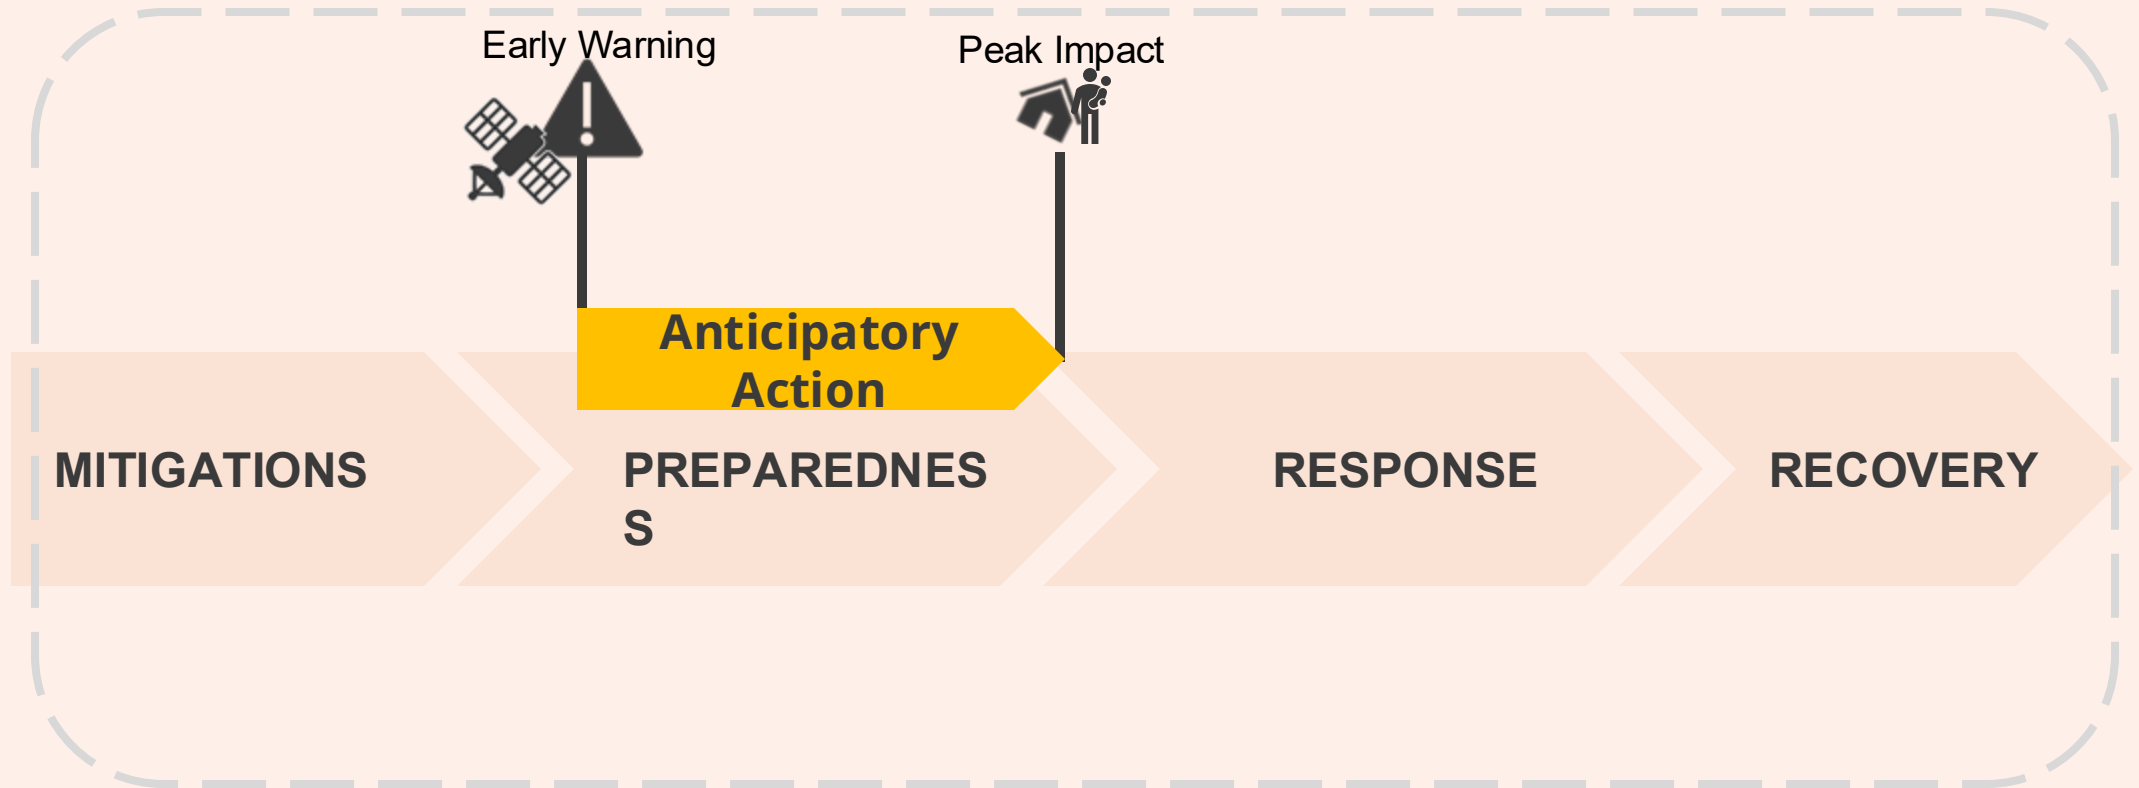 Early Warning
Peak Impact
Anticipatory
Action
MITIGATIONS
PREPAREDNES
S
RESPONSE
RECOVERY